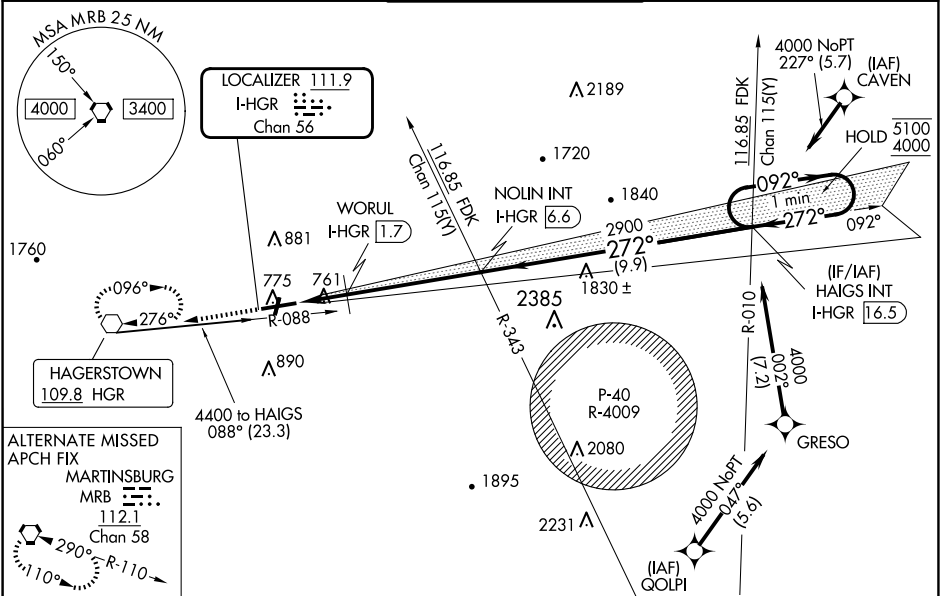 MSA MRB 25 NM
150°
4000
3400
060°
LOCALIZER 111.9
I-HGR
Chan 56
2189
1720
116.85 FDK
Chan 115(Y)
116.85 FDK
Chan 115(Y)
4000 NoPT
227° (5.7)
(IAF)
CAVEN
HOLD
5100
4000
092°
1 min
272°
092°
1840
NOLIN INT
I-HGR 6.6
WORUL
I-HGR 1.7
2900
272°
(9.9)
1760
881
775
761
1830 ±
(IF/IAF)
HAIGS INT
I-HGR 16.5
096°
276°
R-088
2385
R-343
R-010
HAGERSTOWN
109.8 HGR
890
4400 to HAIGS
088° (23.3)
P-40
R-4009
4000
002°
(7.2)
GRESO
2080
1895
2231
4000 NoPT
047°
(5.6)
(IAF)
QOLPI
ALTERNATE MISSED
APCH FIX
MARTINSBURG
MRB
112.1
Chan 58
290°
R-110
110°